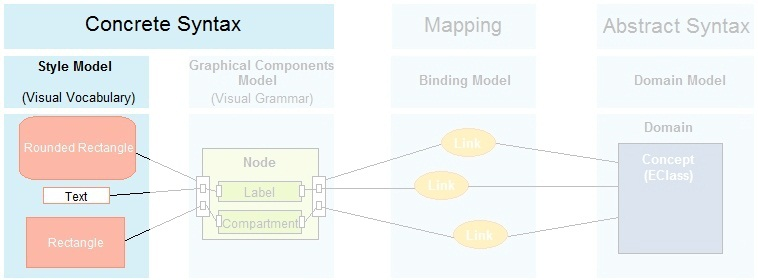 Concrete Syntax
Mapping
Abstract Syntax
Style Model
(Visual Vocabulary)
Graphical Components
Model
(Visual Grammar)
Binding Model
Domain Model
Rounded Rectangle
Text
Rectangle
Node
Label
Compartment
Link
Link
Link
Domain
Concept
(EClass)